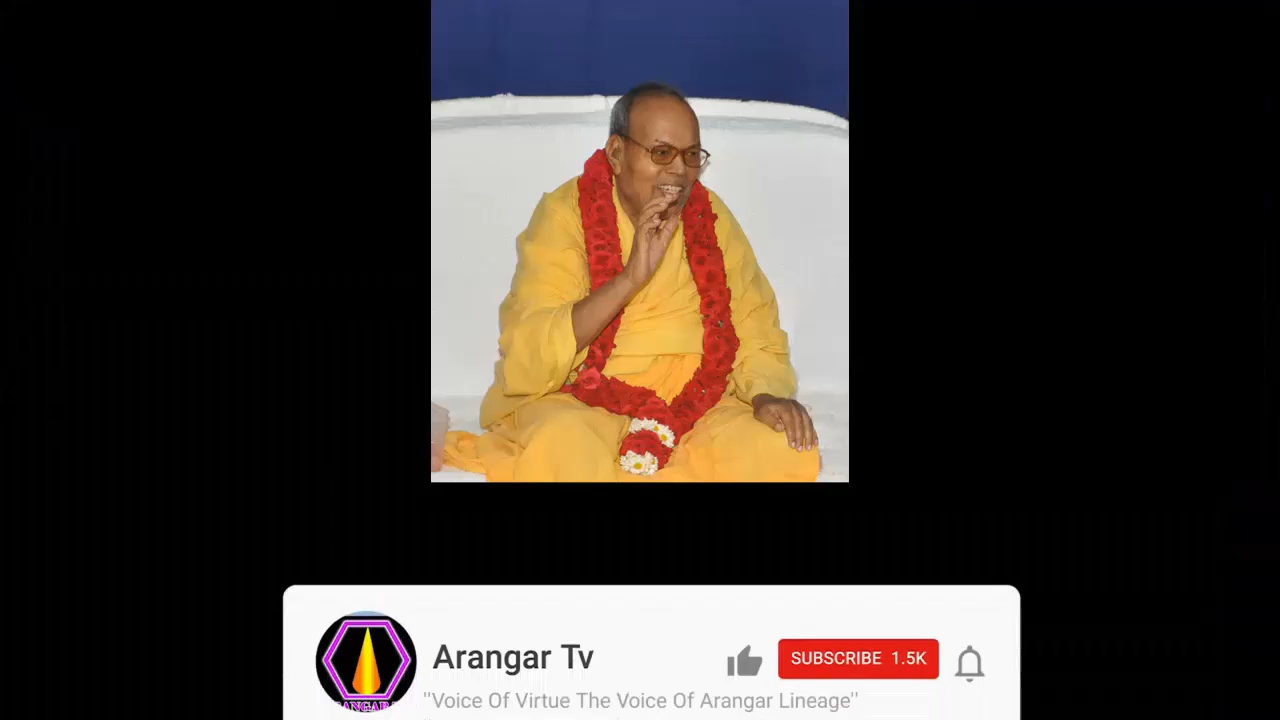 Arangar Tv
SUBSCRIBE 1.5K
"Voice Of Virtue The Voice Of Arangar Lineage"